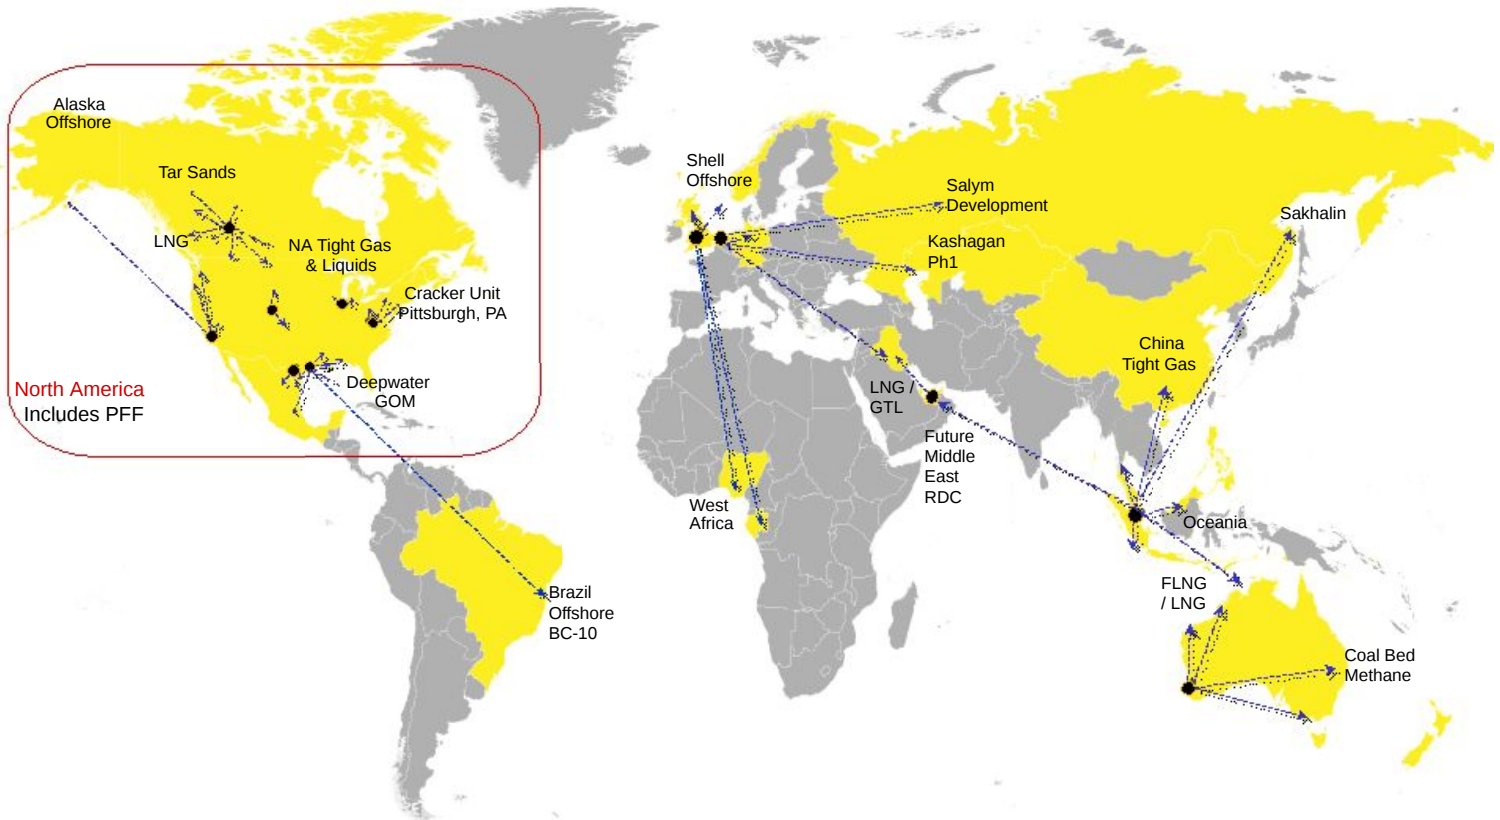 Alaska
Offshore
Tar Sands
LNG
NA Tight Gas
& Liquids
Cracker Unit
Pittsburgh, PA
Deepwater
GOM
North America
Includes PFF
Brazil
Offshore
BC-10
Shell
Offshore
Salym
Development
Kashagan
Ph1
Sakhalin
China
Tight Gas
LNG /
GTL
Future
Middle
East
RDC
West
Africa
Oceania
FLNG
/ LNG
Coal Bed
Methane